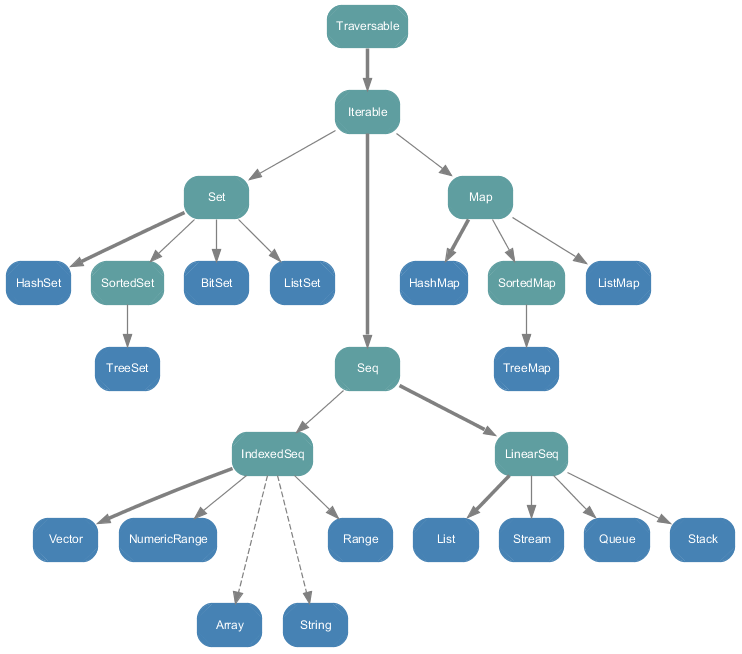 Traversable
Iterable
Set
Map
HashSet
SortedSet
BitSet
ListSet
HashMap
SortedMap
ListMap
TreeSet
Seq
TreeMap
IndexedSeq
LinearSeq
Vector
NumericRange
Range
List
Stream
Queue
Stack
Array
String